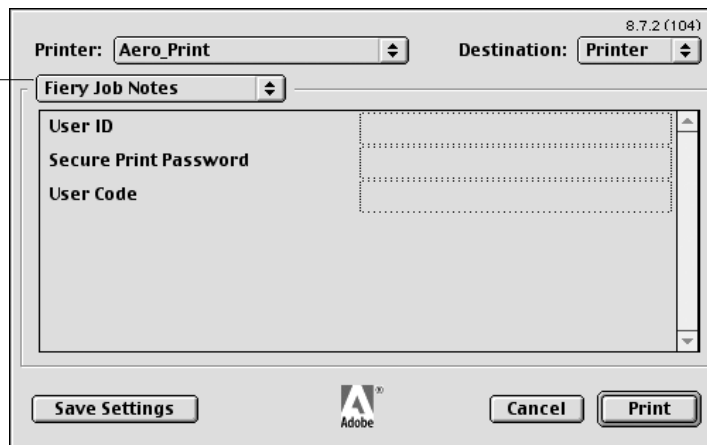 8.7.2 (104)
Printer: Aero_Print Destination: Printer
Fiery Job Notes
User ID
Secure Print Password
User Code
Save Settings Adobe ® Cancel Print